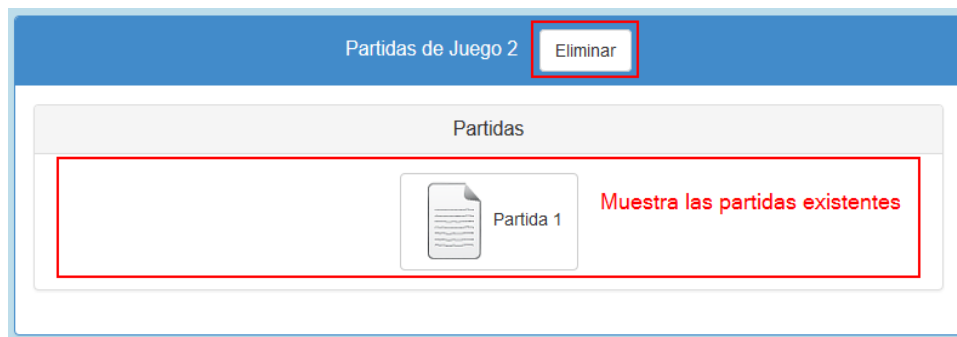 Partidas de Juego 2 Eliminar
Partidas
Partida 1 Muestra las partidas existentes